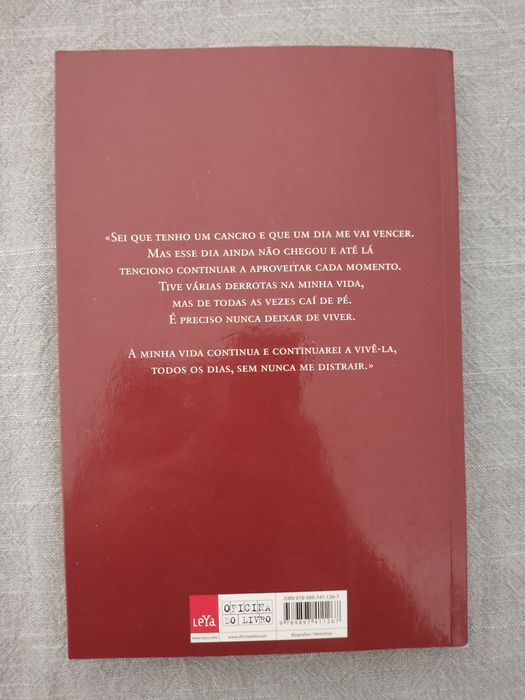 «Sei que tenho um cancro e que um dia me vai vencer.
Mas esse dia ainda não chegou e até lá
tenciono continuar a aproveitar cada momento.
Tive várias derrotas na minha vida,
mas de todas as vezes caí de pé.
É preciso nunca deixar de viver.
A minha vida continua e continuarei a vivê-la,
todos os dias, sem nunca me distrair.»
ISBN 978-989-741-126-7
LEYA
OFICINA
DO LIVRO
9 789897 411267
www.leya.com
www.oficinadolivro.pt
Biografias / Memórias